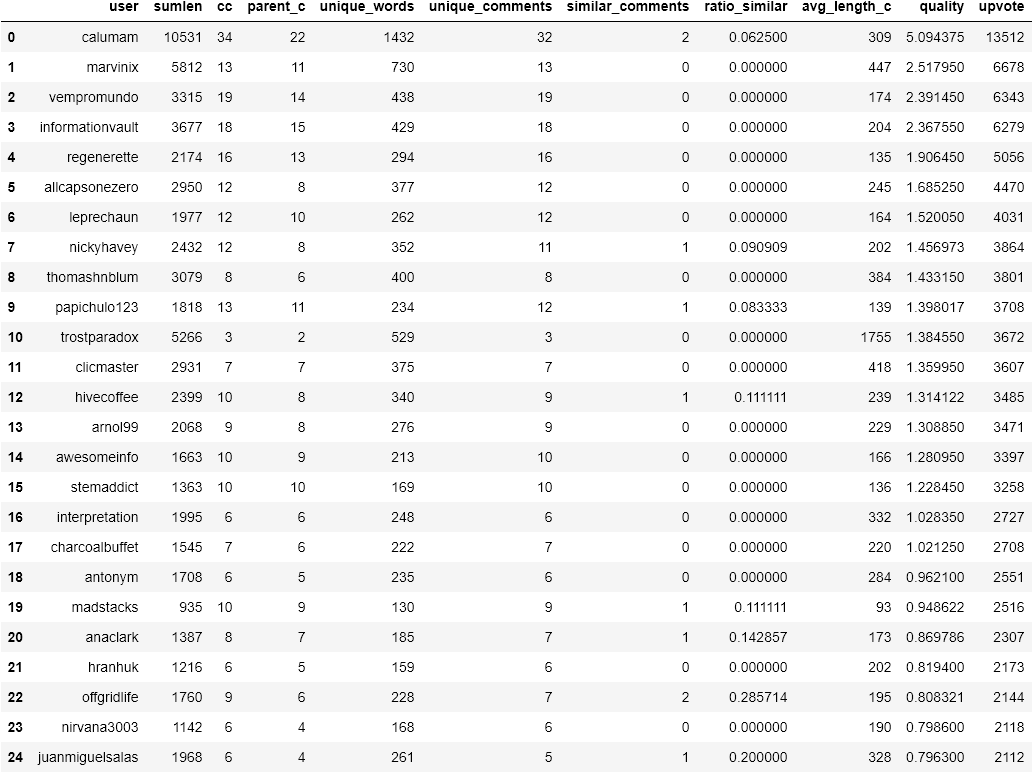 user sumlen cc parent_c unique_words unique_comments similar_comments ratio_similar avg_length_c quality upvote
0 calumam 10531 34 22 1432 32 2 0.062500 309 5.094375 13512
1 marvinix 5812 13 11 730 13 0 0.000000 447 2.517950 6678
2 vempromundo 3315 19 14 438 19 0 0.000000 174 2.391450 6343
3 informationvault 3677 18 15 429 18 0 0.000000 204 2.367550 6279
4 regenerette 2174 16 13 294 16 0 0.000000 135 1.906450 5056
5 allcapsonezero 2950 12 8 377 12 0 0.000000 245 1.685250 4470
6 leprechaun 1977 12 10 262 12 0 0.000000 164 1.520050 4031
7 nickyhavey 2432 12 8 352 11 1 0.090909 202 1.456973 3864
8 thomashnblum 3079 8 6 400 8 0 0.000000 384 1.433150 3801
9 papichulo123 1818 13 11 234 12 1 0.083333 139 1.398017 3708
10 trostparadox 5266 3 2 529 3 0 0.000000 1755 1.384550 3672
11 clicmaster 2931 7 7 375 7 0 0.000000 418 1.359950 3607
12 hivecoffee 2399 10 8 340 9 1 0.111111 239 1.314122 3485
13 arnol99 2068 9 8 276 9 0 0.000000 229 1.308850 3471
14 awesomeinfo 1663 10 9 213 10 0 0.000000 166 1.280950 3397
15 stemaddict 1363 10 10 169 10 0 0.000000 136 1.228450 3258
16 interpretation 1995 6 6 248 6 0 0.000000 332 1.028350 2727
17 charcoalbuffet 1545 7 6 222 7 0 0.000000 220 1.021250 2708
18 antonym 1708 6 5 235 6 0 0.000000 284 0.962100 2551
19 madstacks 935 10 9 130 9 1 0.111111 93 0.948622 2516
20 anaclark 1387 8 7 185 7 1 0.142857 173 0.869786 2307
21 hranhuk 1216 6 5 159 6 0 0.000000 202 0.819400 2173
22 offgridlife 1760 9 6 228 7 2 0.285714 195 0.808321 2144
23 nirvana3003 1142 6 4 168 6 0 0.000000 190 0.798600 2118
24 juanmiguelsalas 1968 6 4 261 5 1 0.200000 328 0.796300 2112